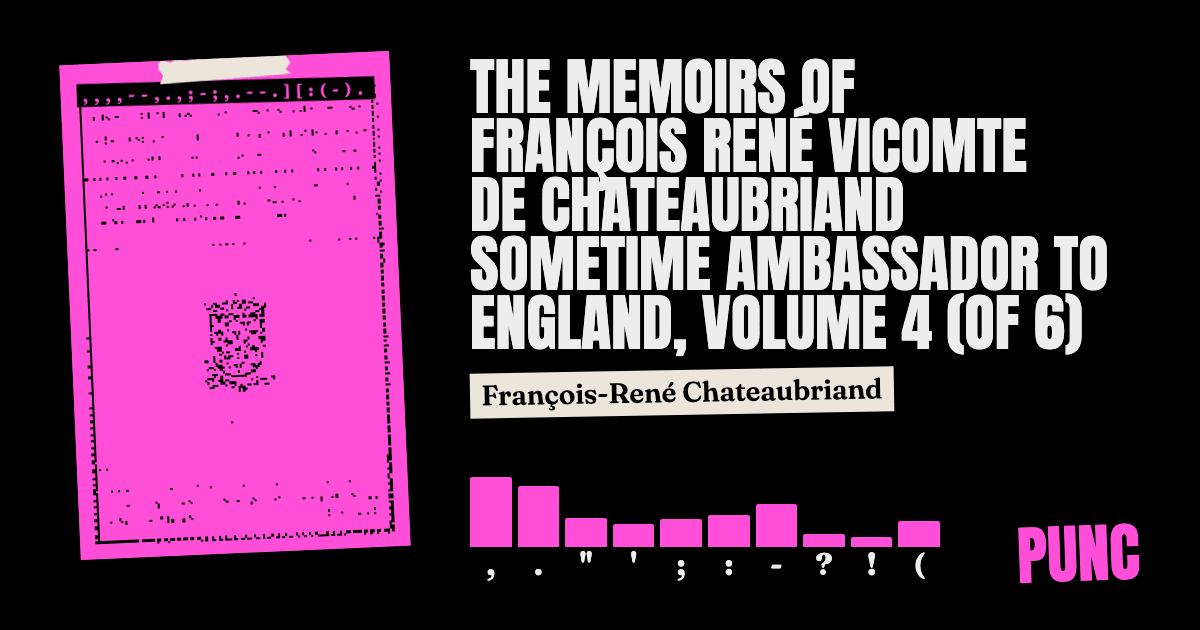 ,,,,--,.,;-;,.--.][:(-).
THE MEMOIRS OF
FRANÇOIS RENÉ VICOMTE
DE CHATEAUBRIAND
SOMETIME AMBASSADOR TO
ENGLAND, VOLUME 4 (OF 6)
François-René Chateaubriand
, . " ' ; : - ? ! (
PUNC